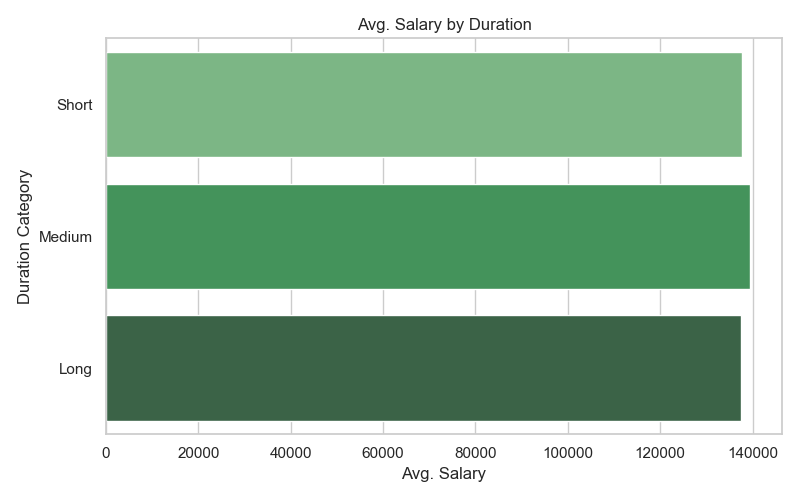 Avg. Salary by Duration
Duration Category
Short
Medium
Long
0 20000 40000 60000 80000 100000 120000 140000
Avg. Salary